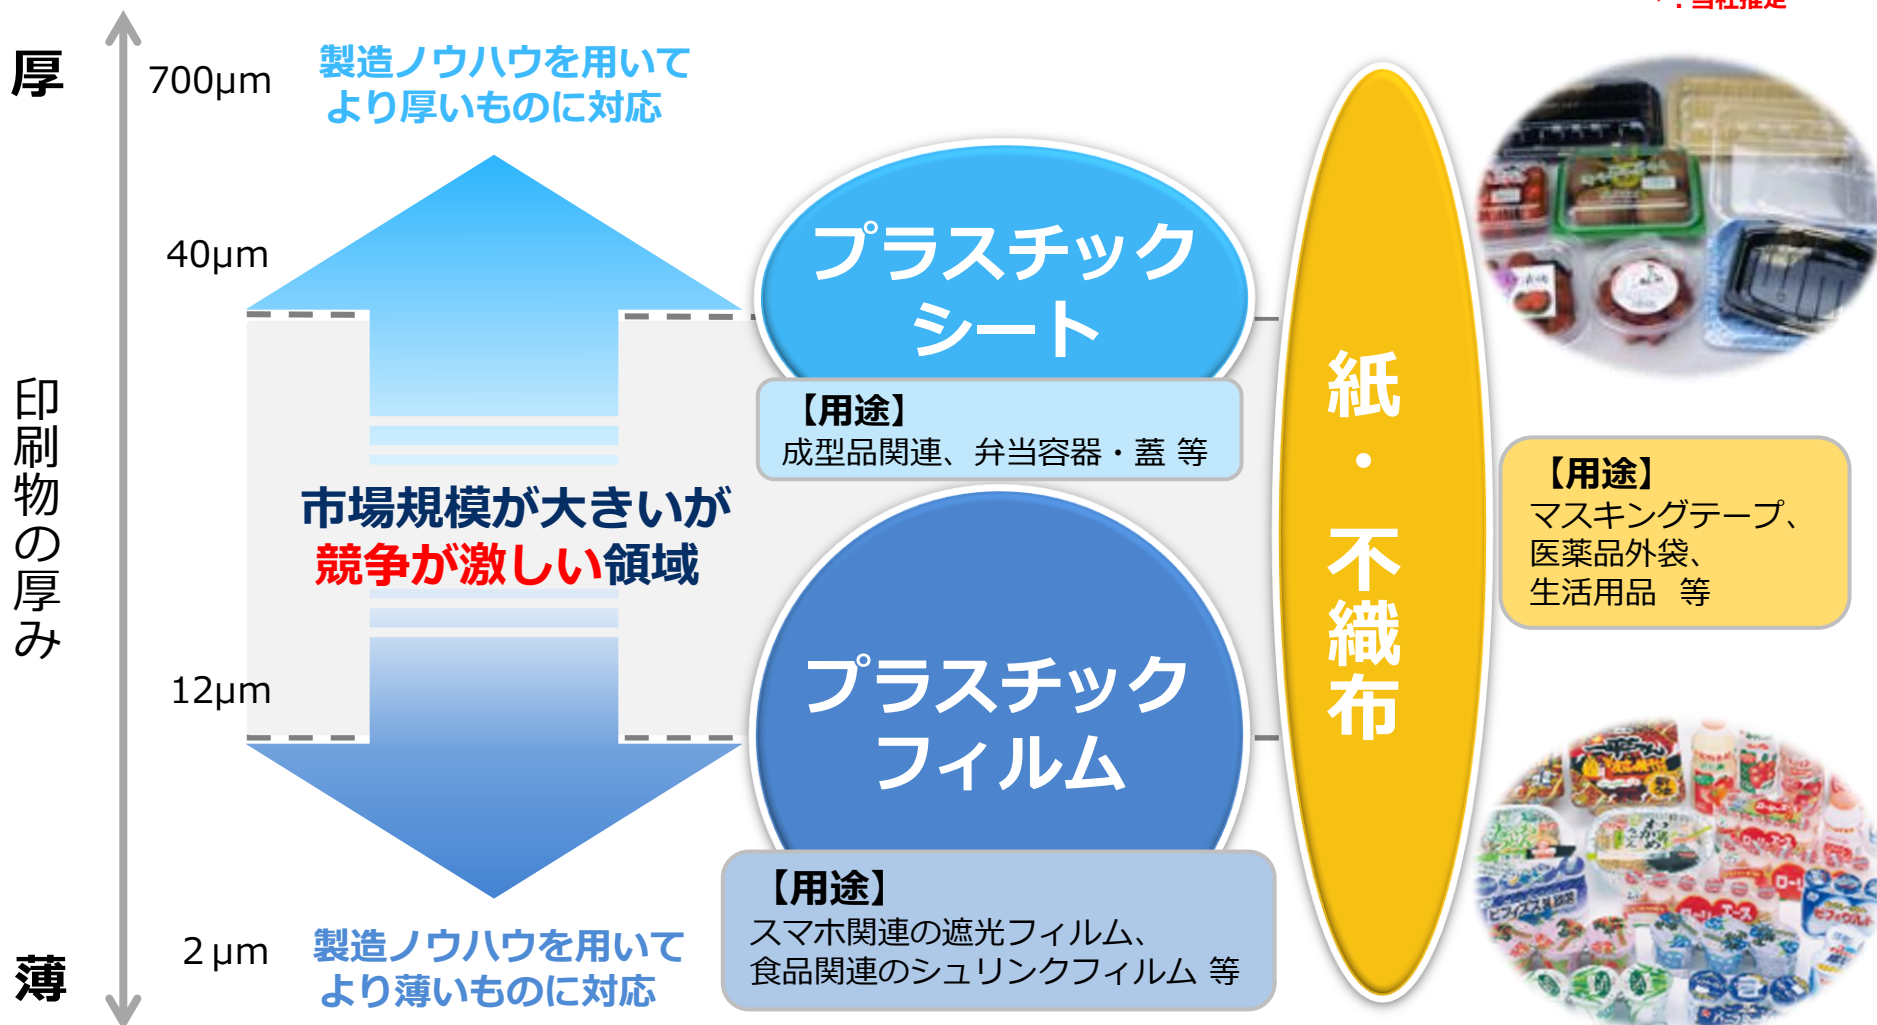 ：当社推定
厚
700μm
製造ノウハウを用いて
より厚いものに対応
40μm
プラスチック
シート
【用途】
成型品関連、弁当容器・蓋 等
市場規模が大きいが
競争が激しい領域
印刷物の厚み
12μm
プラスチック
フィルム
【用途】
スマホ関連の遮光フィルム、
食品関連のシュリンクフィルム 等
2μm
製造ノウハウを用いて
より薄いものに対応
薄
紙・不織布
【用途】
マスキングテープ、
医薬品外袋、
生活用品 等